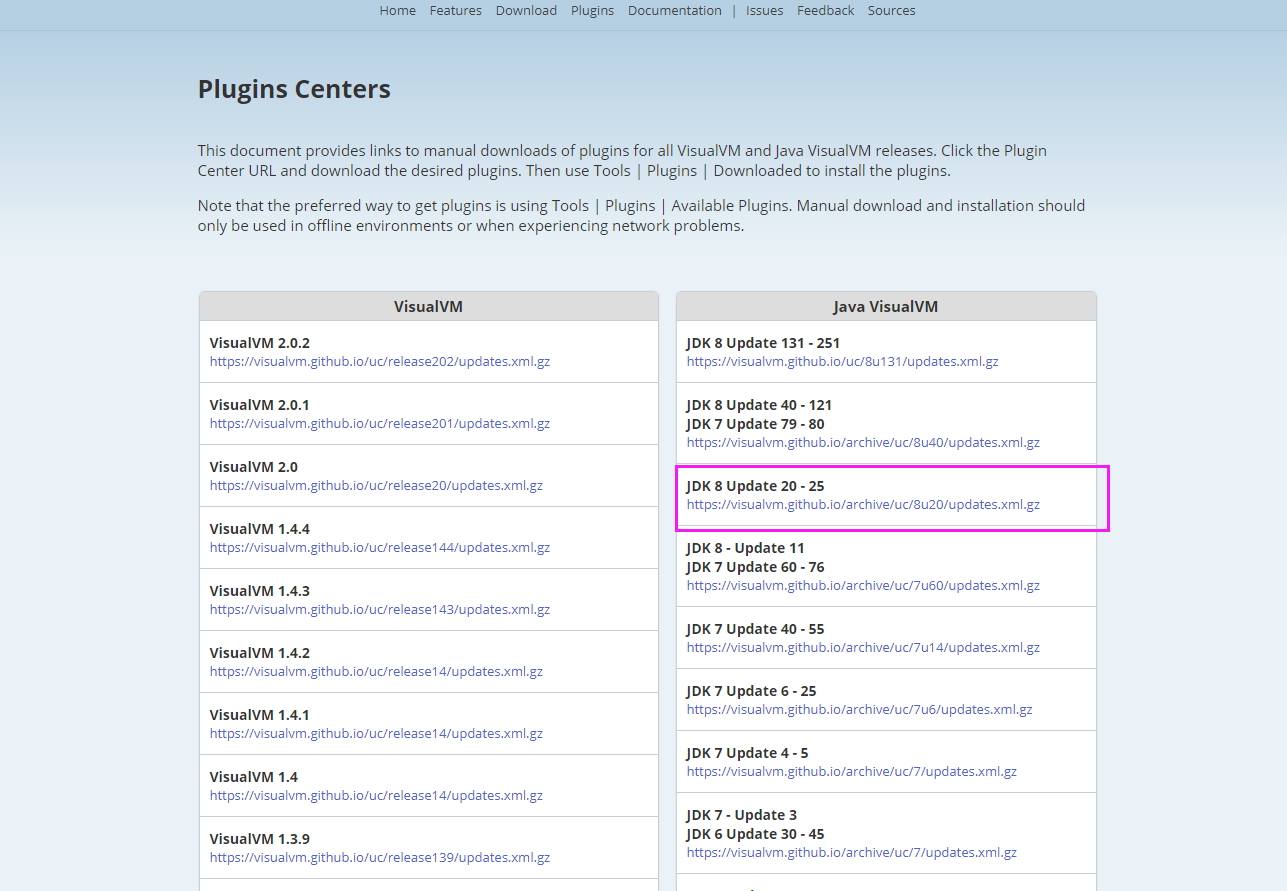 Home Features Download Plugins Documentation | Issues Feedback Sources
Plugins Centers
This document provides links to manual downloads of plugins for all VisualVM and Java VisualVM releases. Click the Plugin
Center URL and download the desired plugins. Then use Tools | Plugins | Downloaded to install the plugins.
Note that the preferred way to get plugins is using Tools | Plugins | Available Plugins. Manual download and installation should
only be used in offline environments or when experiencing network problems.
VisualVM
VisualVM 2.0.2
https://visualvm.github.io/uc/release202/updates.xml.gz
VisualVM 2.0.1
https://visualvm.github.io/uc/release201/updates.xml.gz
VisualVM 2.0
https://visualvm.github.io/uc/release20/updates.xml.gz
VisualVM 1.4.4
https://visualvm.github.io/uc/release144/updates.xml.gz
VisualVM 1.4.3
https://visualvm.github.io/uc/release143/updates.xml.gz
VisualVM 1.4.2
https://visualvm.github.io/uc/release14/updates.xml.gz
VisualVM 1.4.1
https://visualvm.github.io/uc/release14/updates.xml.gz
VisualVM 1.4
https://visualvm.github.io/uc/release14/updates.xml.gz
VisualVM 1.3.9
https://visualvm.github.io/uc/release139/updates.xml.gz
Java VisualVM
JDK 8 Update 131 - 251
https://visualvm.github.io/uc/8u131/updates.xml.gz
JDK 8 Update 40 - 121
JDK 7 Update 79 - 80
https://visualvm.github.io/archive/uc/8u40/updates.xml.gz
JDK 8 Update 20 - 25
https://visualvm.github.io/archive/uc/8u20/updates.xml.gz
JDK 8 - Update 11
JDK 7 Update 60 - 76
https://visualvm.github.io/archive/uc/7u60/updates.xml.gz
JDK 7 Update 40 - 55
https://visualvm.github.io/archive/uc/7u14/updates.xml.gz
JDK 7 Update 6 - 25
https://visualvm.github.io/archive/uc/7u6/updates.xml.gz
JDK 7 Update 4 - 5
https://visualvm.github.io/archive/uc/7/updates.xml.gz
JDK 7 - Update 3
JDK 6 Update 30 - 45
https://visualvm.github.io/archive/uc/7/updates.xml.gz